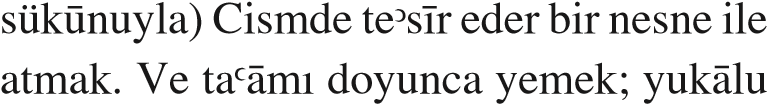 sükūnuyla) Cismde teʾsīr eder bir nesne ile
atmak. Ve taʿāmı doyunca yemek; yukālu